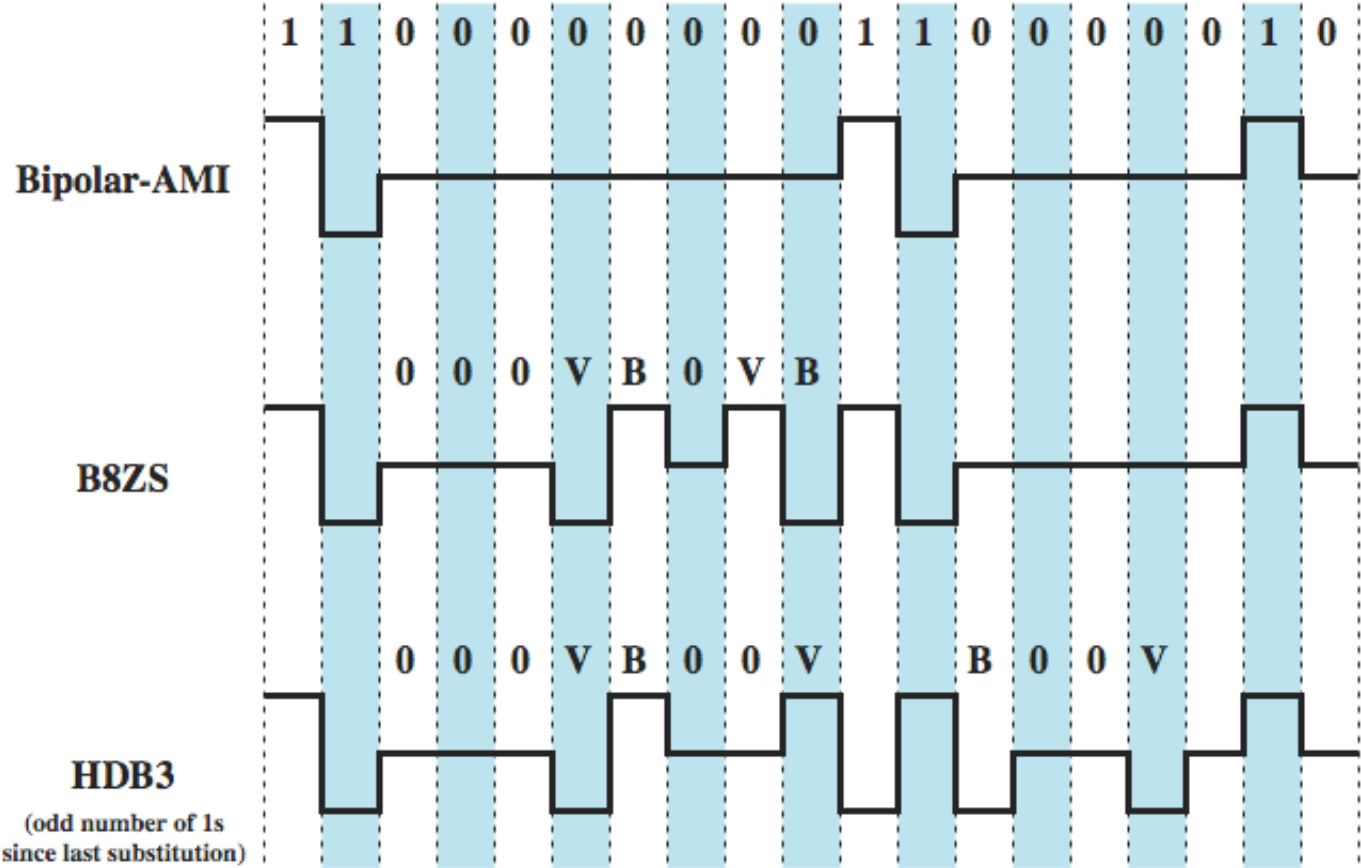 1 1 0 0 0 0 0 0 0 0 1 1 0 0 0 0 0 1 0
Bipolar-AMI
0 0 0 V B 0 V B
B8ZS
0 0 0 V B 0 0 V B 0 0 V
HDB3
(odd number of 1s
since last substitution)